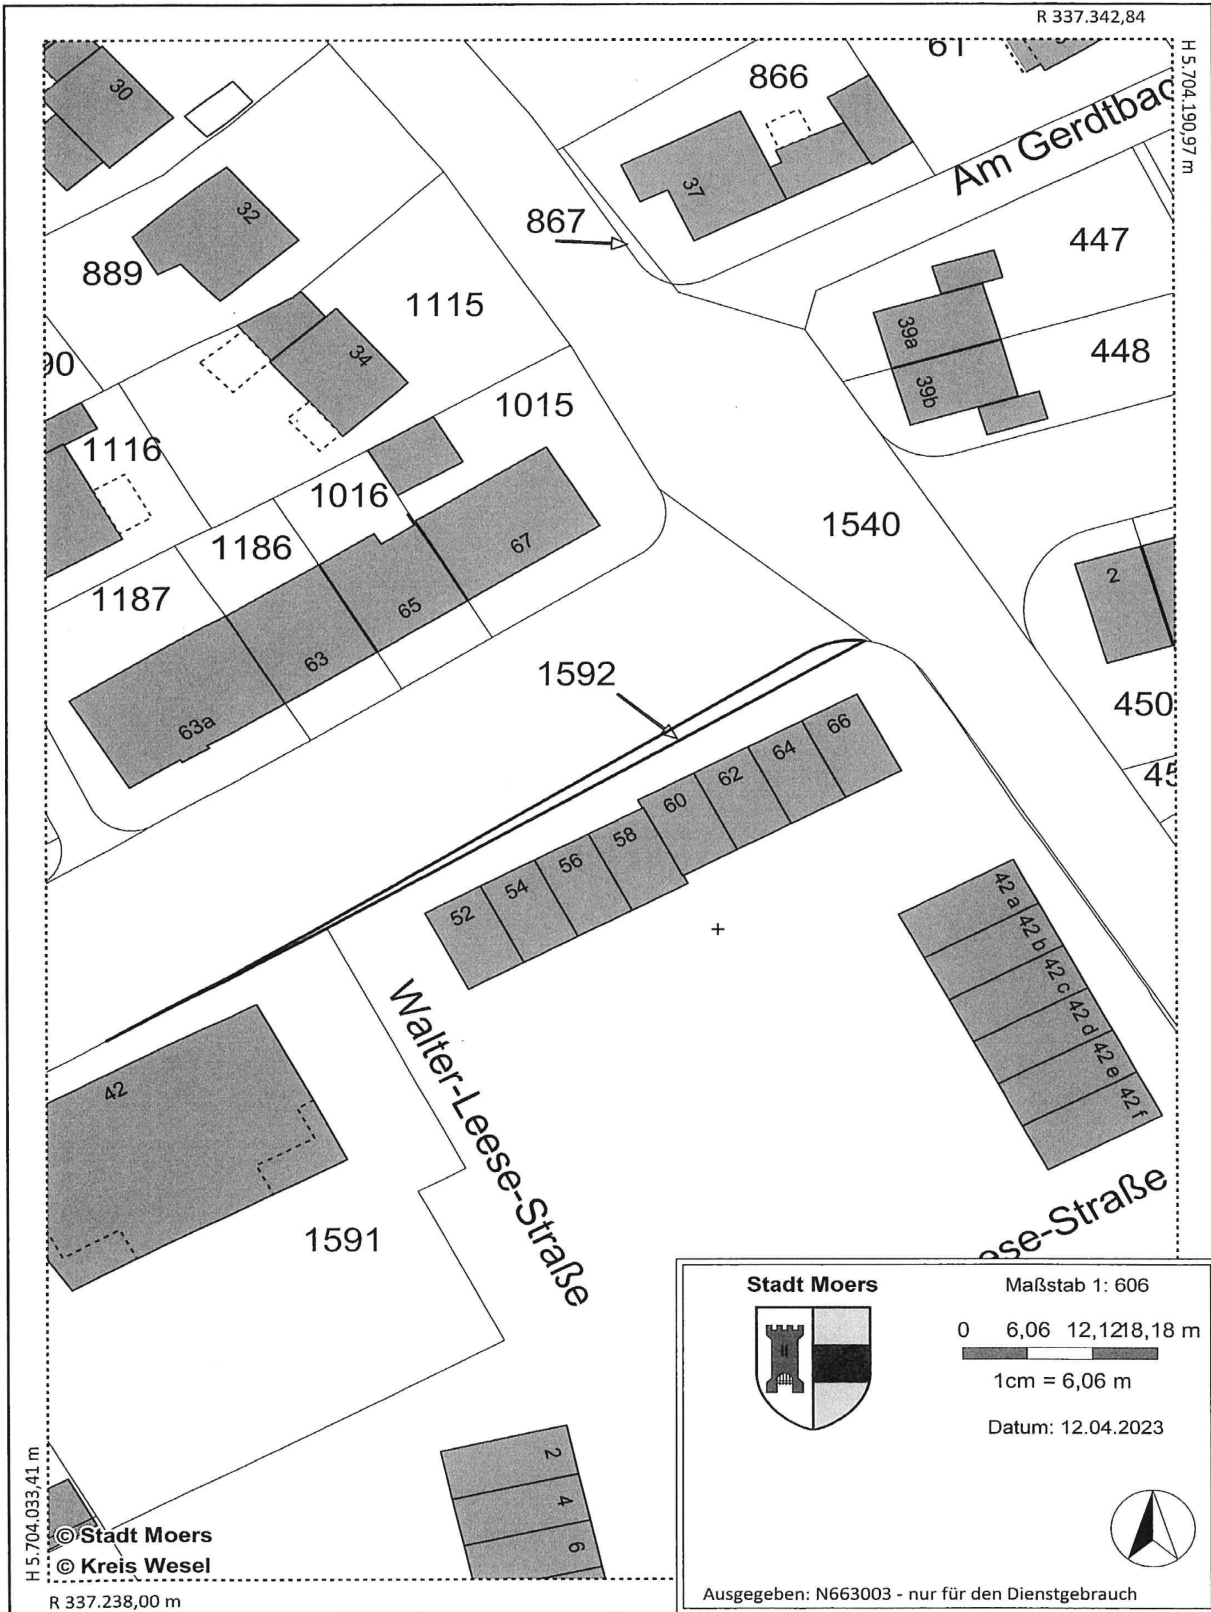 R 337.342,84
H 5.704.190,97 m
30
866
61
Am Gerdtbac
37
32
867
889
447
1115
39a
34
448
90
39b
1015
1116
1016
1540
67
1186
2
1187
65
63
1592
450
63a
66
64
45
62
60
58
56
54
52
42 a
42 b
42 c
42 d
42 e
42 f
Walter-Leese-Straße
42
1591
ese-Straße
Stadt Moers
Maßstab 1: 606
0 6,06 12,1218,18 m
1cm = 6,06 m
Datum: 12.04.2023
2
4
6
H 5.704.033,41 m
© Stadt Moers
© Kreis Wesel
R 337.238,00 m
Ausgegeben: N663003 - nur für den Dienstgebrauch